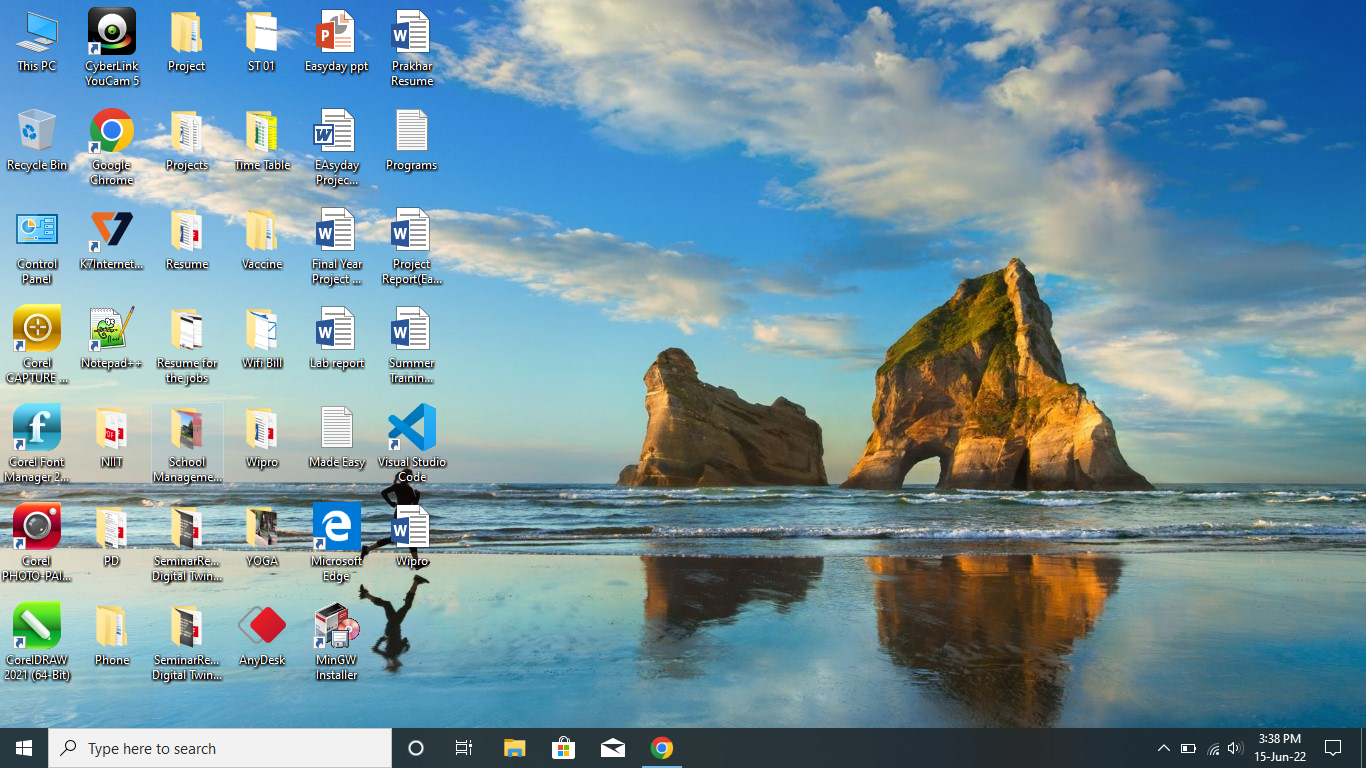 This PC
CyberLink
YouCam 5
Project
ST 01
Easyday ppt
Prakhar
Resume
Recycle Bin
Google
Chrome
Projects
Time Table
EAsyday
Projec...
Programs
Control
Panel
K7Internet...
Resume
Vaccine
Final Year
Project ...
Project
Report(Ea...
Corel
CAPTURE ...
Notepad++
Resume for
the jobs
Wifi Bill
Lab report
Summer
Trainin...
Corel Font
Manager 2...
NIIT
School
Manageme...
Wipro
Made Easy
Visual Studio
Code
Corel
PHOTO-PAI...
PD
SeminarRe...
Digital Twin...
YOGA
Microsoft
Edge
Wipro
CorelDRAW
2021 (64-Bit)
Phone
SeminarRe...
Digital Twin...
AnyDesk
MinGW
Installer
Type here to search
3:38 PM
15-Jun-22